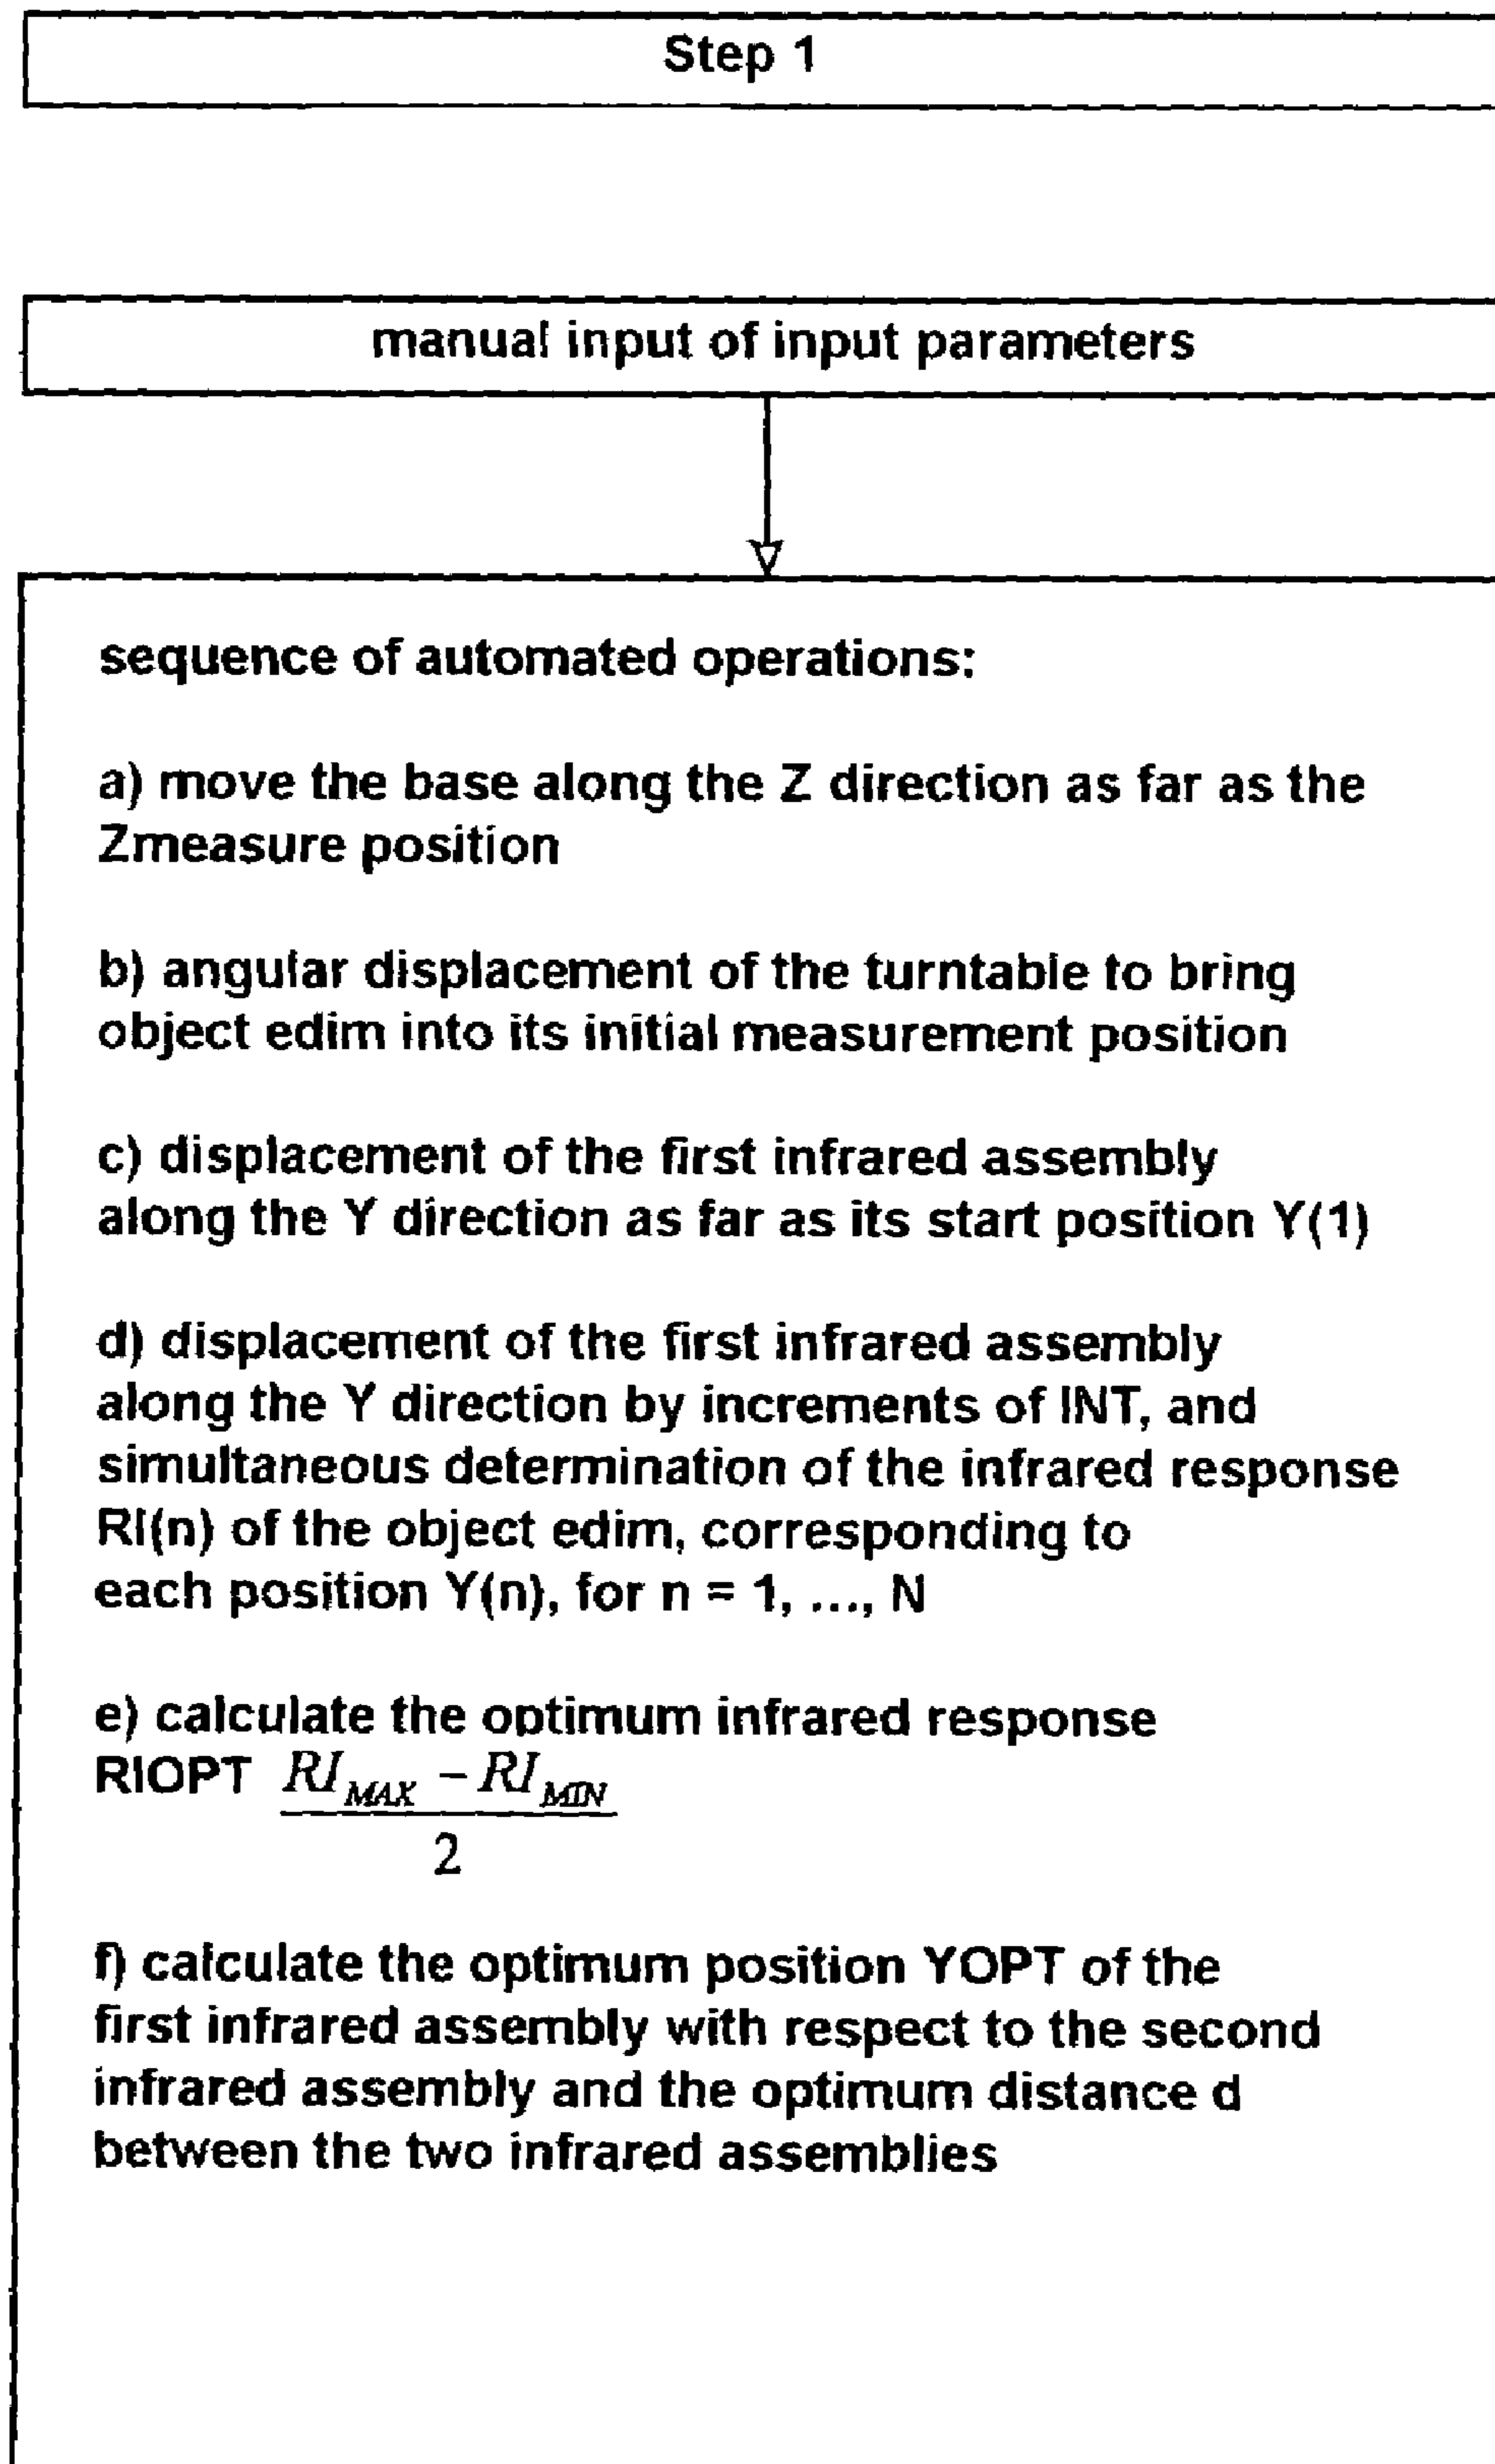 Step 1
manual input of input parameters
sequence of automated operations:
a) move the base along the Z direction as far as the
Zmeasure position
b) angular displacement of the turntable to bring
object edim into its initial measurement position
c) displacement of the first infrared assembly
along the Y direction as far as its start position Y(1)
d) displacement of the first infrared assembly
along the Y direction by increments of INT, and
simultaneous determination of the infrared response
RI(n) of the object edim, corresponding to
each position Y(n), for n = 1, ..., N
e) calculate the optimum infrared response
RIOPT RI_MAX - RI_MIN
2
f) calculate the optimum position YOPT of the
first infrared assembly with respect to the second
infrared assembly and the optimum distance d
between the two infrared assemblies